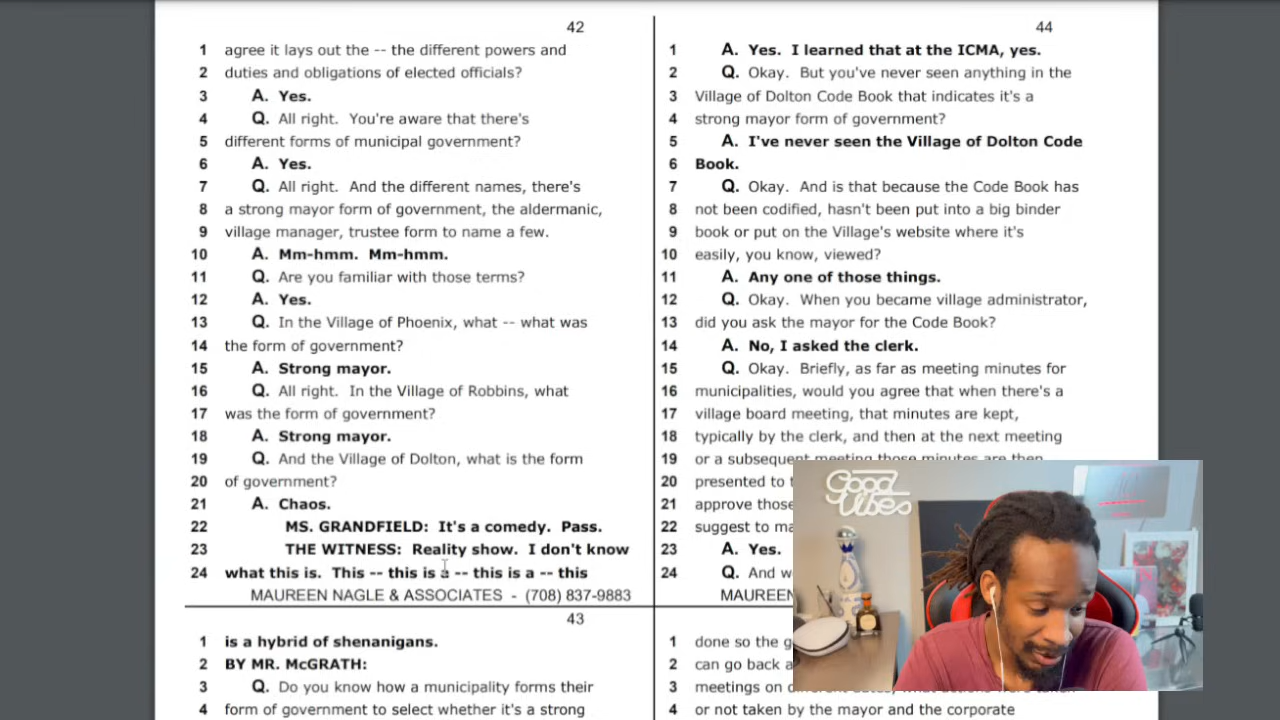 42
1 agree it lays out the -- the different powers and
2 duties and obligations of elected officials?
3 A. Yes.
4 Q. All right. You're aware that there's
5 different forms of municipal government?
6 A. Yes.
7 Q. All right. And the different names, there's
8 a strong mayor form of government, the aldermanic,
9 village manager, trustee form to name a few.
10 A. Mm-hmm. Mm-hmm.
11 Q. Are you familiar with those terms?
12 A. Yes.
13 Q. In the Village of Phoenix, what -- what was
14 the form of government?
15 A. Strong mayor.
16 Q. All right. In the Village of Robbins, what
17 was the form of government?
18 A. Strong mayor.
19 Q. And the Village of Dolton, what is the form
20 of government?
21 A. Chaos.
22 MS. GRANDFIELD: It's a comedy. Pass.
23 THE WITNESS: Reality show. I don't know
24 what this is. This -- this is a -- this is a -- this
MAUREEN NAGLE & ASSOCIATES - (708) 837-9883
43
1 is a hybrid of shenanigans.
2 BY MR. McGRATH:
3 Q. Do you know how a municipality forms their
4 form of government to select whether it's a strong
44
1 A. Yes. I learned that at the ICMA, yes.
2 Q. Okay. But you've never seen anything in the
3 Village of Dolton Code Book that indicates it's a
4 strong mayor form of government?
5 A. I've never seen the Village of Dolton Code
6 Book.
7 Q. Okay. And is that because the Code Book has
8 not been codified, hasn't been put into a big binder
9 book or put on the Village's website where it's
10 easily, you know, viewed?
11 A. Any one of those things.
12 Q. Okay. When you became village administrator,
13 did you ask the mayor for the Code Book?
14 A. No, I asked the clerk.
15 Q. Okay. Briefly, as far as meeting minutes for
16 municipalities, would you agree that when there's a
17 village board meeting, that minutes are kept,
18 typically by the clerk, and then at the next meeting
19 or a subsequent meeting those minutes are then
20 presented to
21 approve those
22 suggest to
23 A. Yes.
24 Q. And
MAUREEN
1 done so the
2 can go back
3 meetings on
4 or not taken by the mayor and the corporate
Good
Vibes